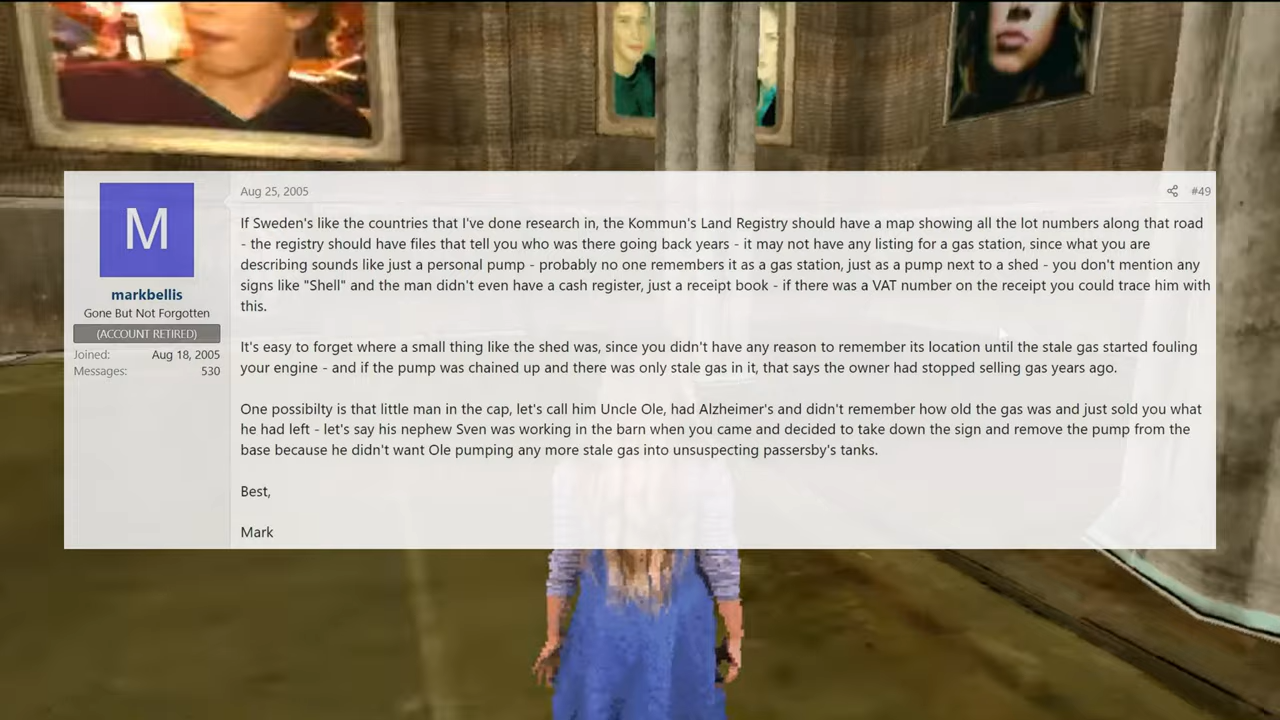 M
markbellis
Gone But Not Forgotten
(ACCOUNT RETIRED)
Joined: Aug 18, 2005
Messages: 530
Aug 25, 2005 #49
If Sweden's like the countries that I've done research in, the Kommun's Land Registry should have a map showing all the lot numbers along that road
- the registry should have files that tell you who was there going back years - it may not have any listing for a gas station, since what you are
describing sounds like just a personal pump - probably no one remembers it as a gas station, just as a pump next to a shed - you don't mention any
signs like "Shell" and the man didn't even have a cash register, just a receipt book - if there was a VAT number on the receipt you could trace him with
this.
It's easy to forget where a small thing like the shed was, since you didn't have any reason to remember its location until the stale gas started fouling
your engine - and if the pump was chained up and there was only stale gas in it, that says the owner had stopped selling gas years ago.
One possibilty is that little man in the cap, let's call him Uncle Ole, had Alzheimer's and didn't remember how old the gas was and just sold you what
he had left - let's say his nephew Sven was working in the barn when you came and decided to take down the sign and remove the pump from the
base because he didn't want Ole pumping any more stale gas into unsuspecting passersby's tanks.
Best,
Mark